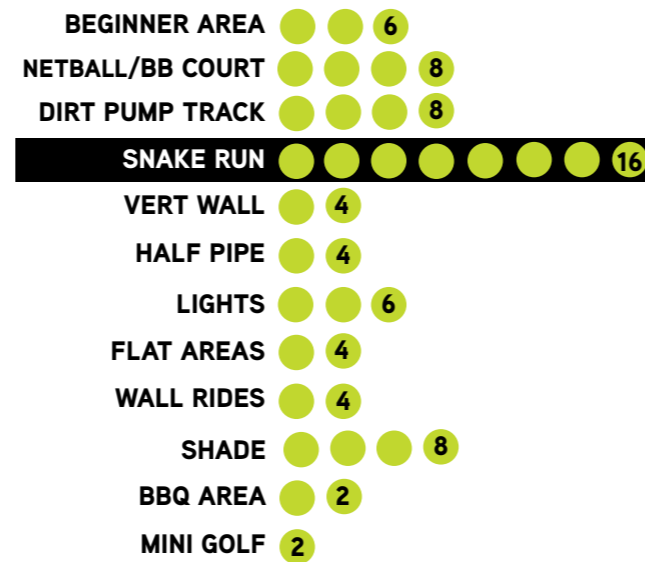 BEGINNER AREA 6
NETBALL/BB COURT 8
DIRT PUMP TRACK 8
SNAKE RUN 16
VERT WALL 4
HALF PIPE 4
LIGHTS 6
FLAT AREAS 4
WALL RIDES 4
SHADE 8
BBQ AREA 2
MINI GOLF 2